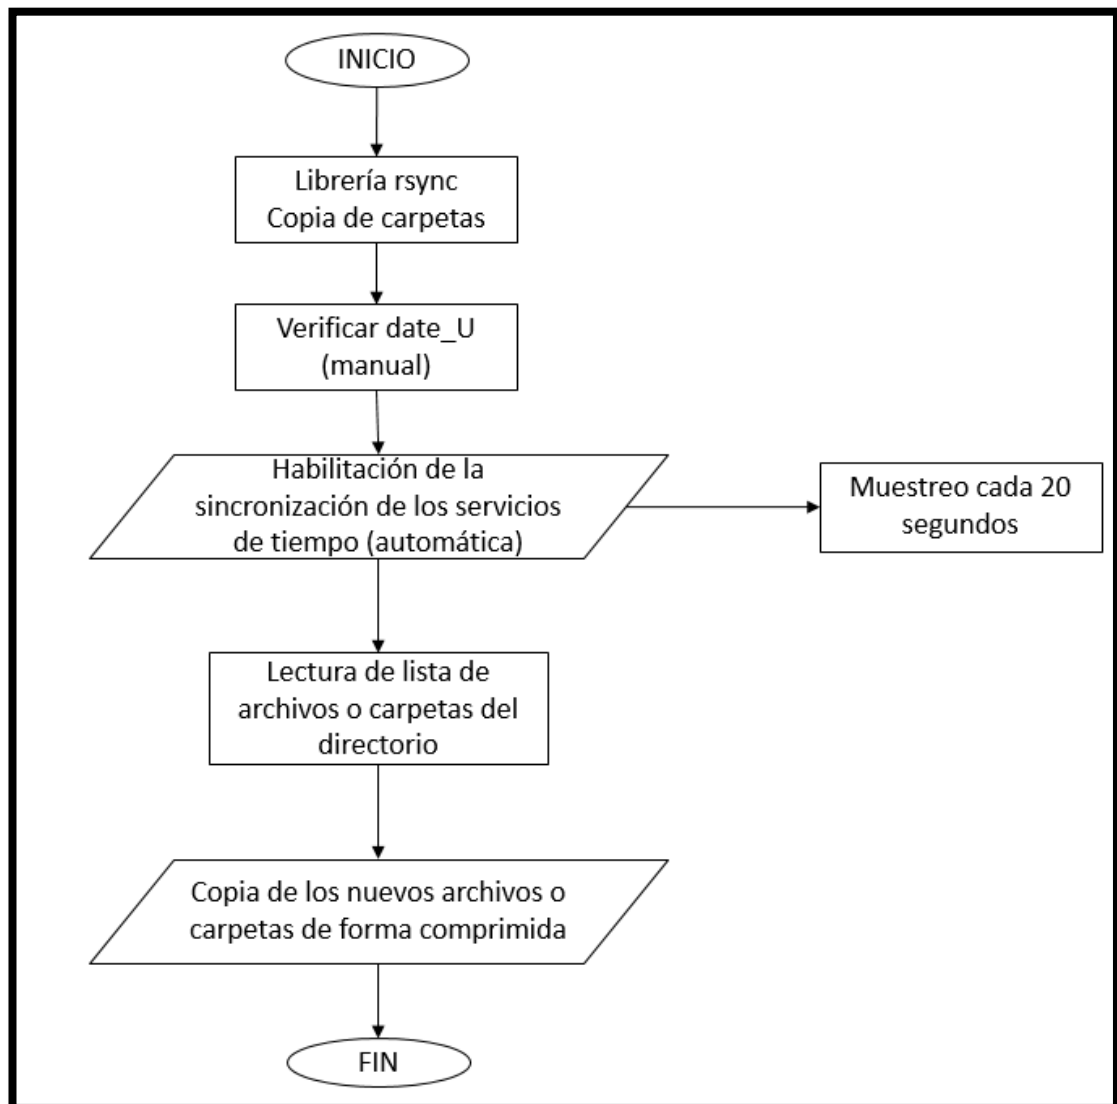 INICIO
Librería rsync
Copia de carpetas
Verificar date_U
(manual)
Habilitación de la
sincronización de los servicios
de tiempo (automática)
Muestreo cada 20
segundos
Lectura de lista de
archivos o carpetas del
directorio
Copia de los nuevos archivos o
carpetas de forma comprimida
FIN